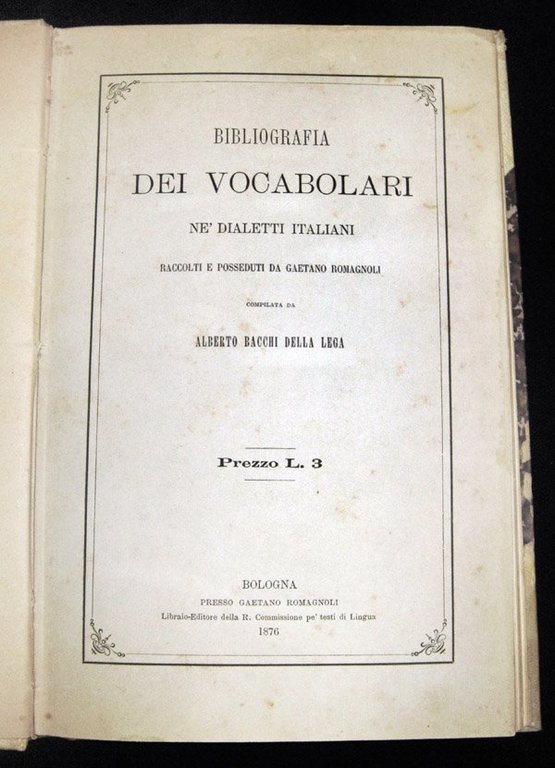 BIBLIOGRAFIA
DEI VOCABOLARI
NE' DIALETTI ITALIANI
RACCOLTI E POSSEDUTI DA GAETANO ROMAGNOLI
COMPILATA DA
ALBERTO BACCHI DELLA LEGA
Prezzo L. 3
BOLOGNA
PRESSO GAETANO ROMAGNOLI
Libraio-Editore della R. Commissione pe' testi di Lingua
1876